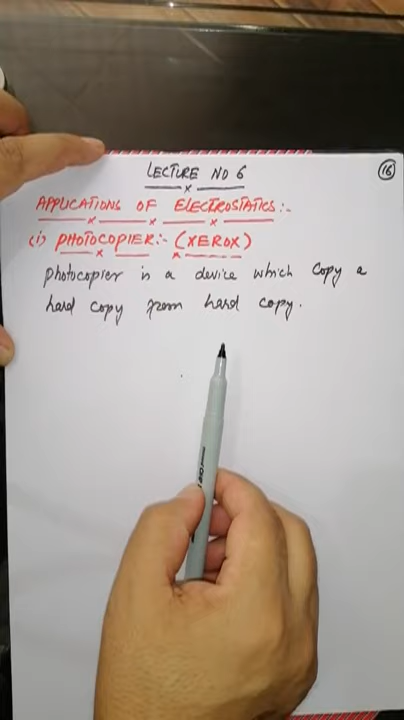 LECTURE NO 6
16
APPLICATIONS OF ELECTROSTATICS:-
(i) PHOTOCOPIER:- (XEROX)
photocopier is a device which copy a
hard copy from hard copy.